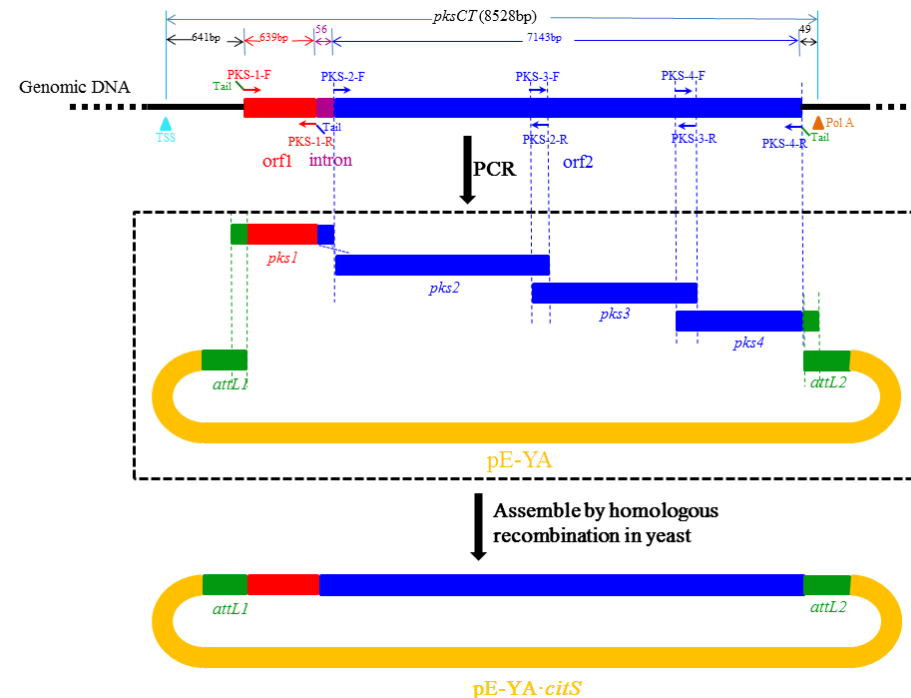 pksCT (8528bp)
641bp 639bp 56 7143bp 49
PKS-1-F PKS-2-F PKS-3-F PKS-4-F
Genomic DNA Tail
TSS Tail PKS-1-R PKS-2-R PKS-3-R PKS-4-R Tail Pol A
orf1 intron PCR orf2
pks1
pks2
pks3
pks4
attL1 attL2
pE-YA
Assemble by homologous
recombination in yeast
attL1 attL2
pE-YA·citS